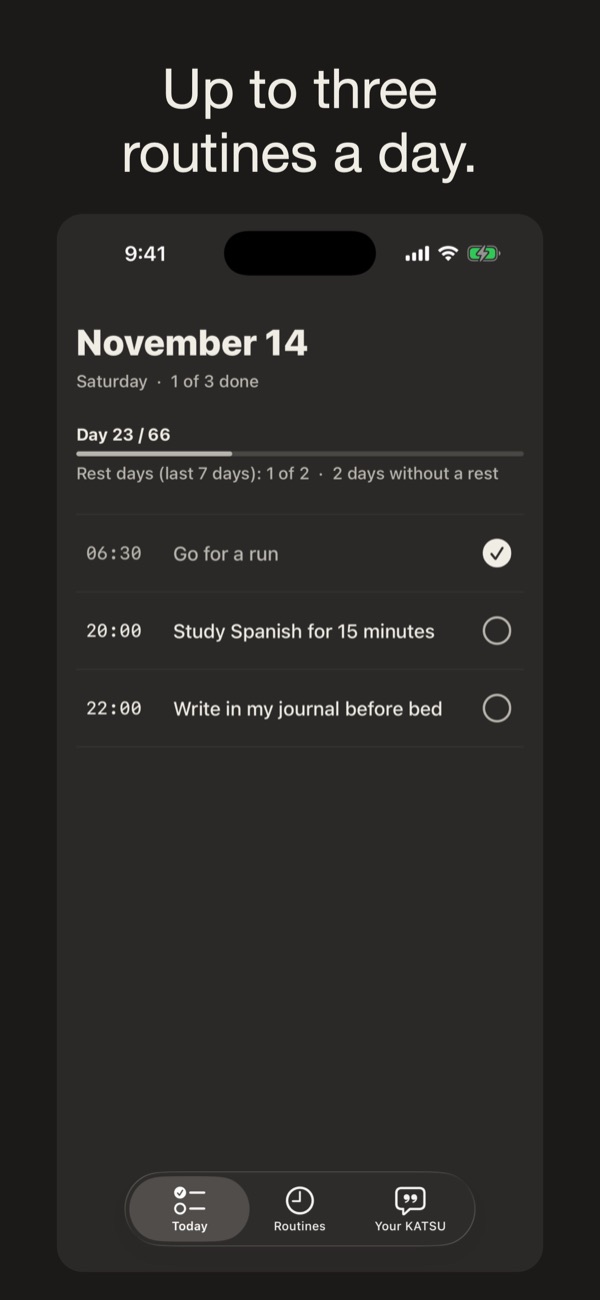 Up to three
routines a day.
9:41
November 14
Saturday · 1 of 3 done
Day 23 / 66
Rest days (last 7 days): 1 of 2 · 2 days without a rest
06:30 Go for a run
20:00 Study Spanish for 15 minutes
22:00 Write in my journal before bed
Today Routines Your KATSU